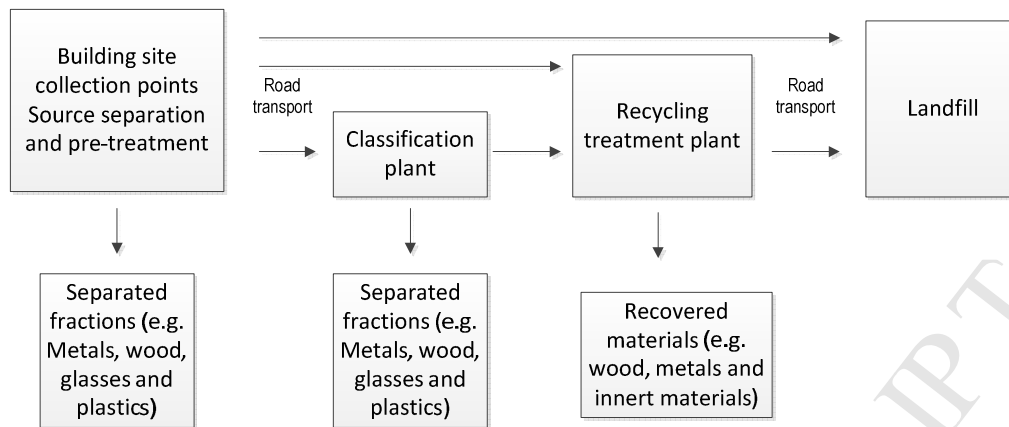 Building site
collection points
Source separation
and pre-treatment
Road
transport
Classification
plant
Recycling
treatment plant
Road
transport
Landfill
Separated
fractions (e.g.
Metals, wood,
glasses and
plastics)
Separated
fractions (e.g.
Metals, wood,
glasses and
plastics)
Recovered
materials (e.g.
wood, metals and
innert materials)
IPT